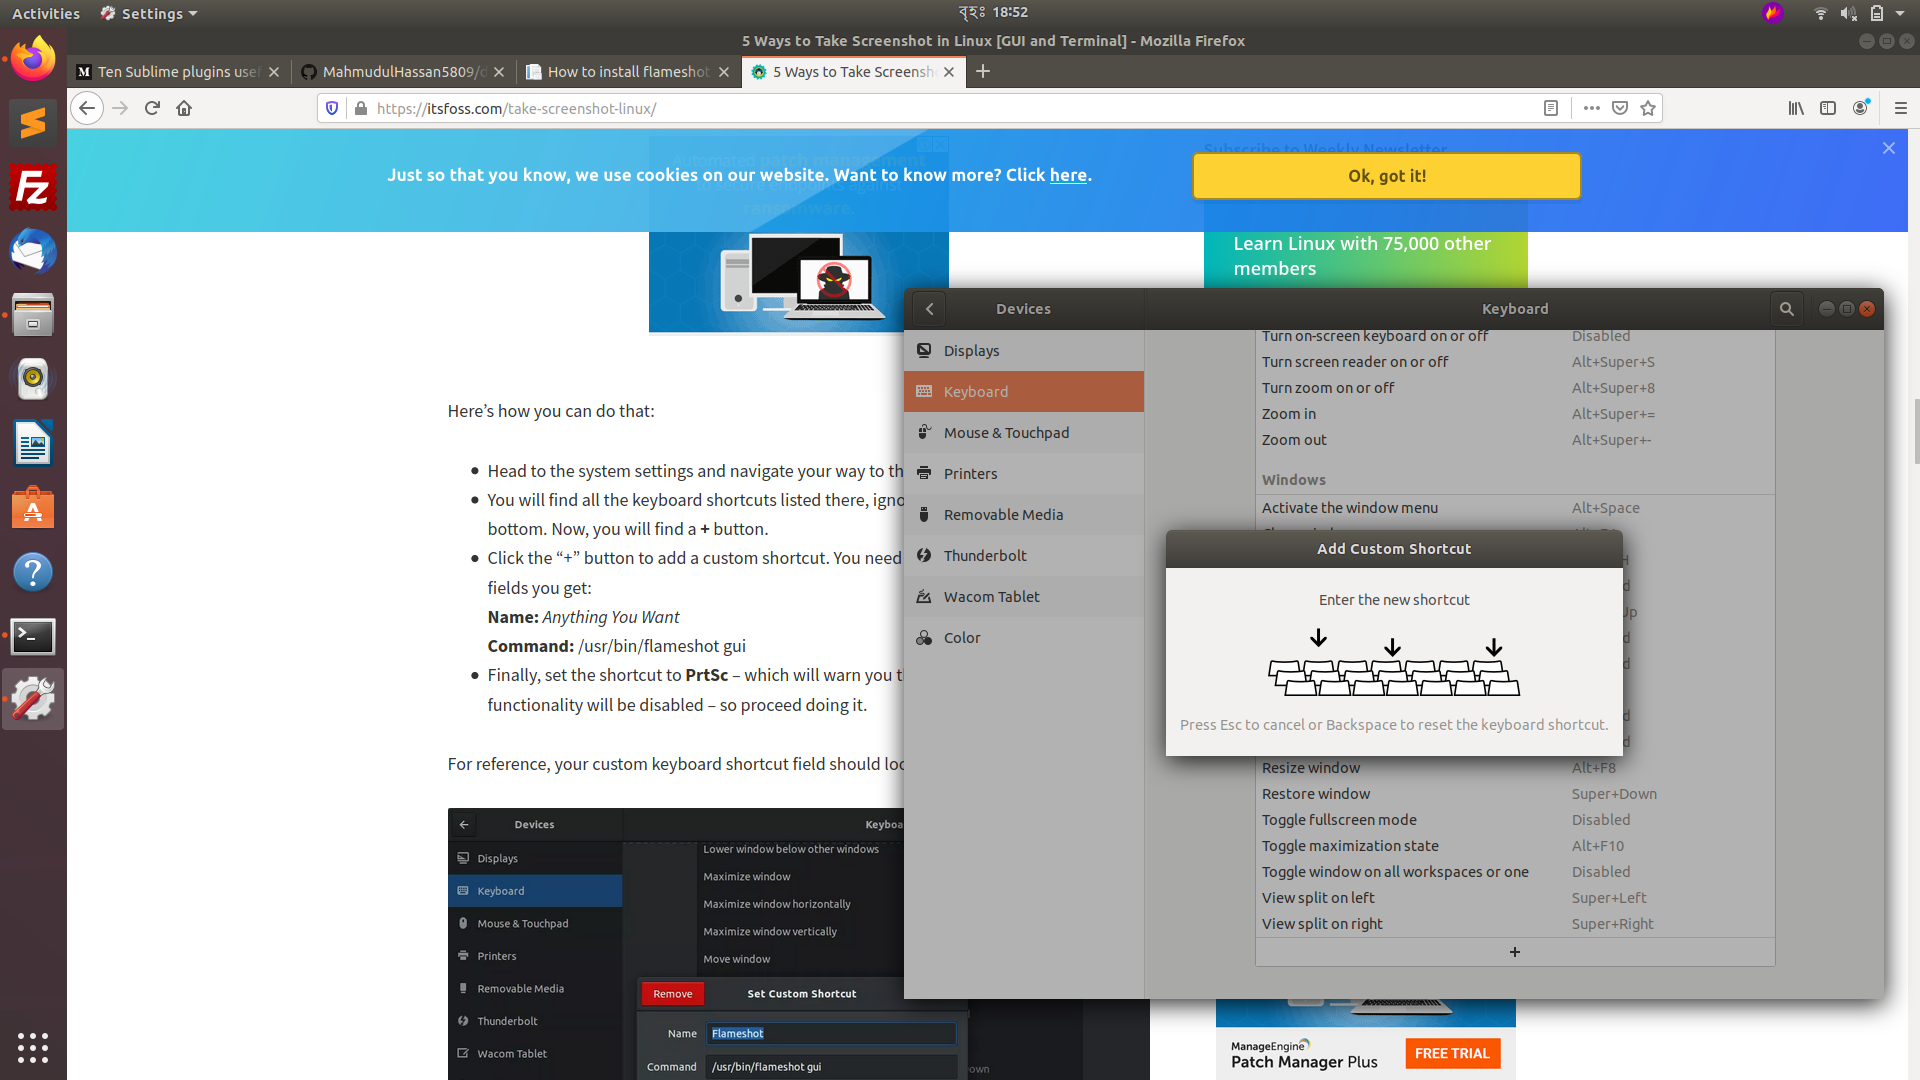 Activities
Settings
বৃহঃ 18:52
5 Ways to Take Screenshot in Linux [GUI and Terminal] - Mozilla Firefox
Ten Sublime plugins usef
MahmudulHassan5809/d
How to install flameshot
5 Ways to Take Screensh
https://itsfoss.com/take-screenshot-linux/
Automated patch management
to secure endpoints against
ransomware.
Subscribe to Weekly Newsletter
Just so that you know, we use cookies on our website. Want to know more? Click here.
Ok, got it!
Learn Linux with 75,000 other
members
Here’s how you can do that:
Head to the system settings and navigate your way to th
You will find all the keyboard shortcuts listed there, igno
bottom. Now, you will find a + button.
Click the “+” button to add a custom shortcut. You need
fields you get:
Name: Anything You Want
Command: /usr/bin/flameshot gui
Finally, set the shortcut to PrtSc – which will warn you t
functionality will be disabled – so proceed doing it.
For reference, your custom keyboard shortcut field should loo
Devices
Keyboa
Displays
Keyboard
Mouse & Touchpad
Printers
Removable Media
Thunderbolt
Wacom Tablet
Lower window below other windows
Maximize window
Maximize window horizontally
Maximize window vertically
Move window
Remove
Set Custom Shortcut
Name
Flameshot
Command
/usr/bin/flameshot gui
own
Devices
Keyboard
Displays
Keyboard
Mouse & Touchpad
Printers
Removable Media
Thunderbolt
Wacom Tablet
Color
Turn on-screen keyboard on or off Disabled
Turn screen reader on or off Alt+Super+S
Turn zoom on or off Alt+Super+8
Zoom in Alt+Super+=
Zoom out Alt+Super+-
Windows
Activate the window menu Alt+Space
Add Custom Shortcut
Enter the new shortcut
Press Esc to cancel or Backspace to reset the keyboard shortcut.
Resize window Alt+F8
Restore window Super+Down
Toggle fullscreen mode Disabled
Toggle maximization state Alt+F10
Toggle window on all workspaces or one Disabled
View split on left Super+Left
View split on right Super+Right
+
ManageEngine
Patch Manager Plus
FREE TRIAL